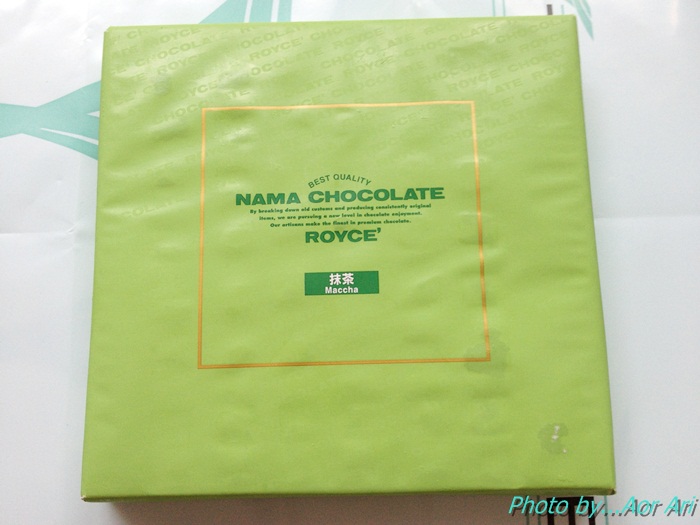 BEST QUALITY
NAMA CHOCOLATE
By breaking down old customs and producing consistently original
items, we are pursuing a new level in chocolate enjoyment.
Our artisans make the finest in premium chocolate.
ROYCE'
抹茶
Maccha
Photo by...Aor Ari